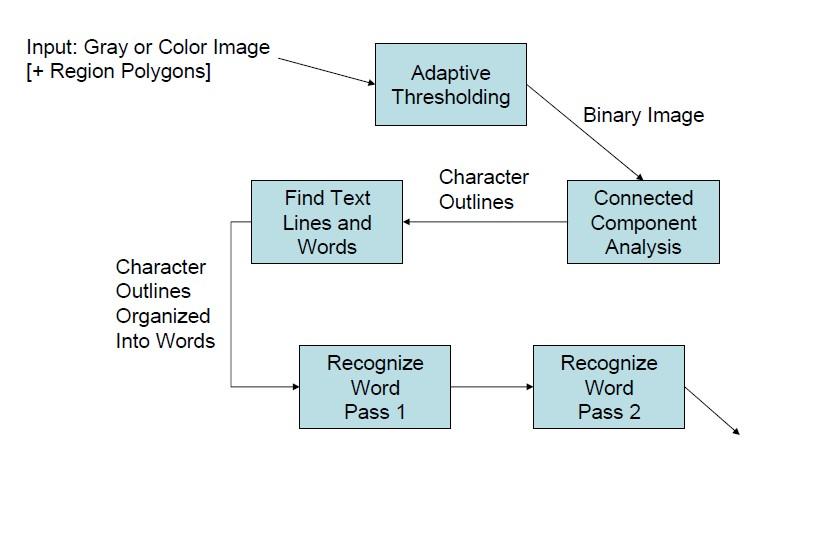 Input: Gray or Color Image
[+ Region Polygons]
Adaptive
Thresholding
Binary Image
Connected
Component
Analysis
Character
Outlines
Find Text
Lines and
Words
Character
Outlines
Organized
Into Words
Recognize
Word
Pass 1
Recognize
Word
Pass 2